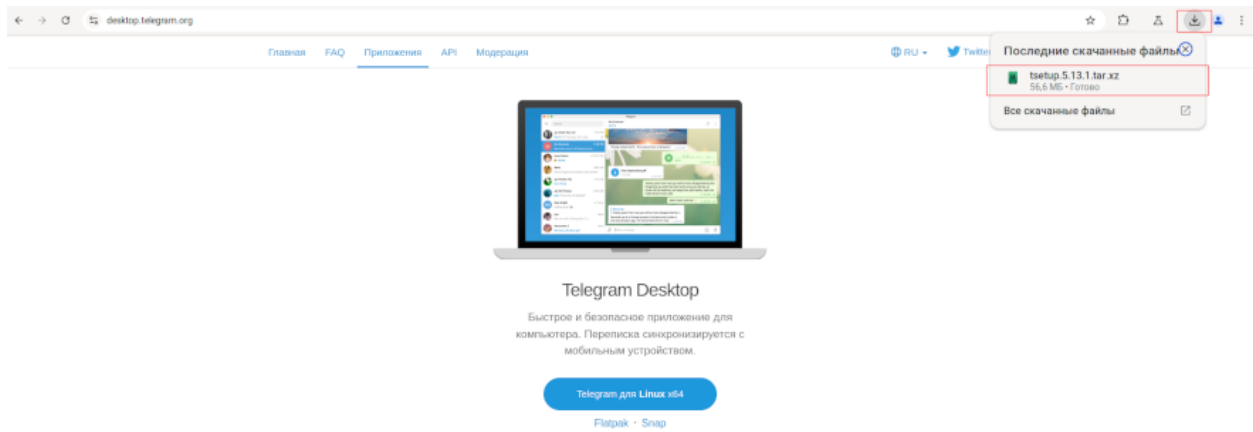 desktop.telegram.org
Главная FAQ Приложения API Модерация RU Twitter
Последние скачанные файлы
tsetup.5.13.1.tar.xz
56,6 МБ • Готово
Все скачанные файлы
Telegram Desktop
Быстрое и безопасное приложение для
компьютера. Переписка синхронизируется с
мобильным устройством.
Telegram для Linux x64
Flatpak · Snap